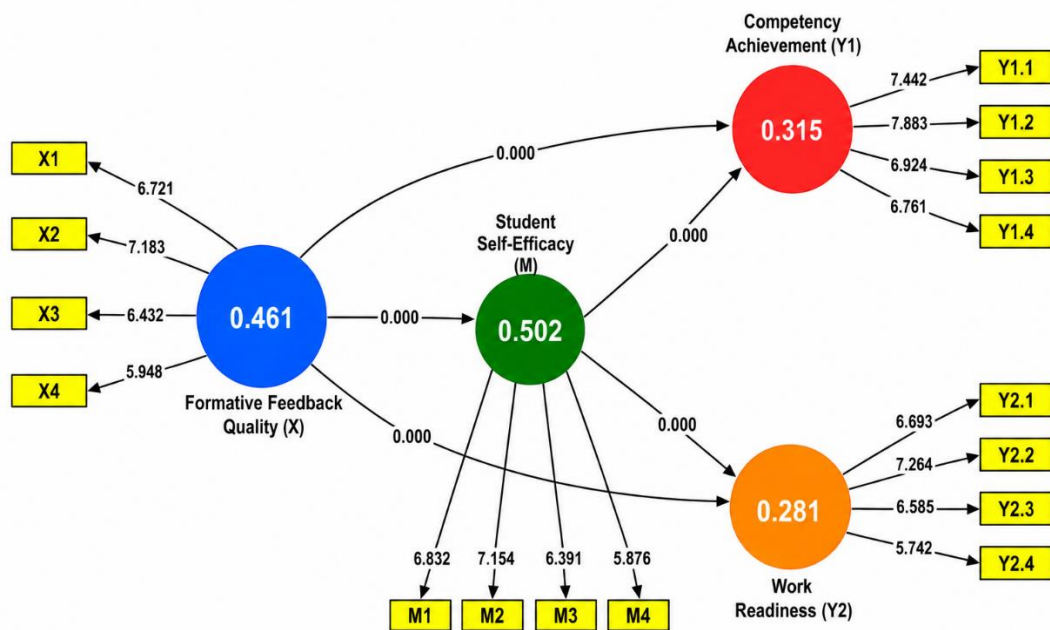 Competency
Achievement (Y1)
Y1.1
7.442
0.315
7.883
Y1.2
6.924
Y1.3
6.761
Y1.4
X1
6.721
0.000
X2
7.183
Student
Self-Efficacy
(M)
0.000
X3
6.432
0.461
0.000
0.502
X4
5.948
Formative Feedback
Quality (X)
0.000
0.000
Y2.1
6.693
Y2.2
7.264
0.281
6.585
Y2.3
5.742
Y2.4
6.832
7.154
6.391
5.876
Work
Readiness (Y2)
M1
M2
M3
M4